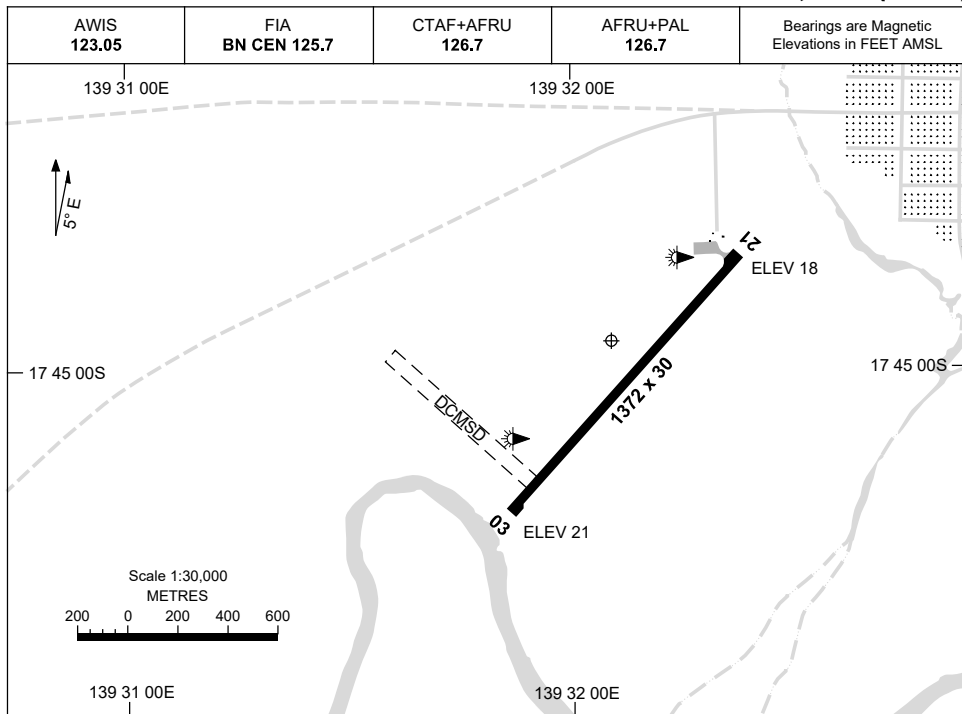 AWIS
123.05
FIA
BN CEN 125.7
CTAF+AFRU
126.7
AFRU+PAL
126.7
Bearings are Magnetic
Elevations in FEET AMSL
139 31 00E
139 32 00E
5° E
21
ELEV 18
17 45 00S
17 45 00S
1372 x 30
DCMSD
03
ELEV 21
Scale 1:30,000
METRES
200 0 200 400 600
139 31 00E
139 32 00E